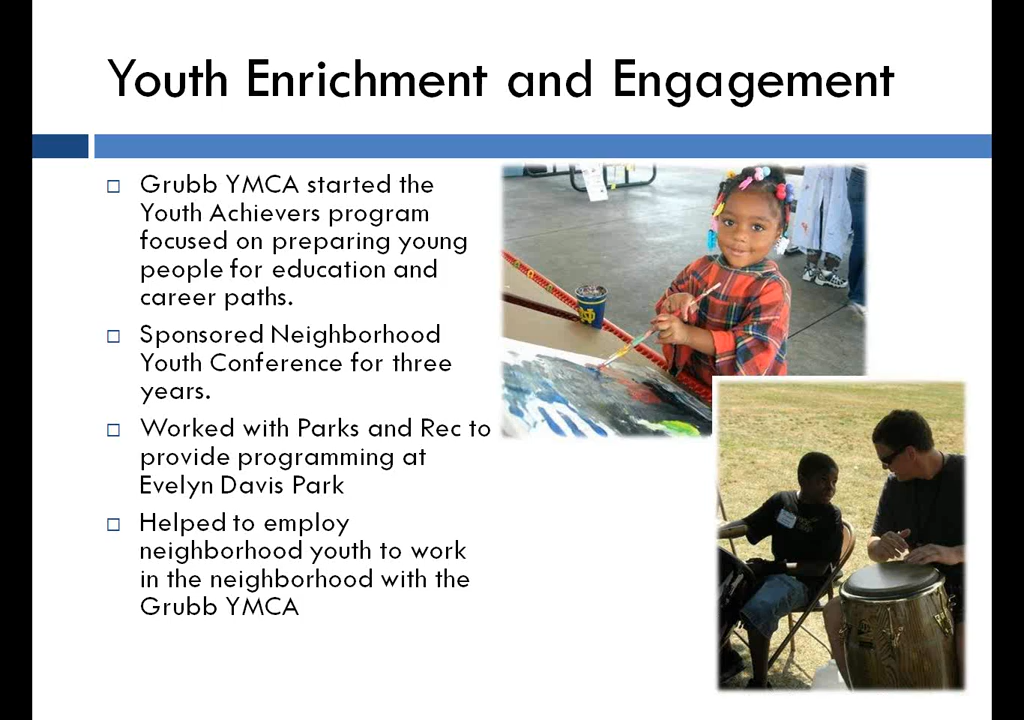 Youth Enrichment and Engagement
Grubb YMCA started the
Youth Achievers program
focused on preparing young
people for education and
career paths.
Sponsored Neighborhood
Youth Conference for three
years.
Worked with Parks and Rec to
provide programming at
Evelyn Davis Park
Helped to employ
neighborhood youth to work
in the neighborhood with the
Grubb YMCA